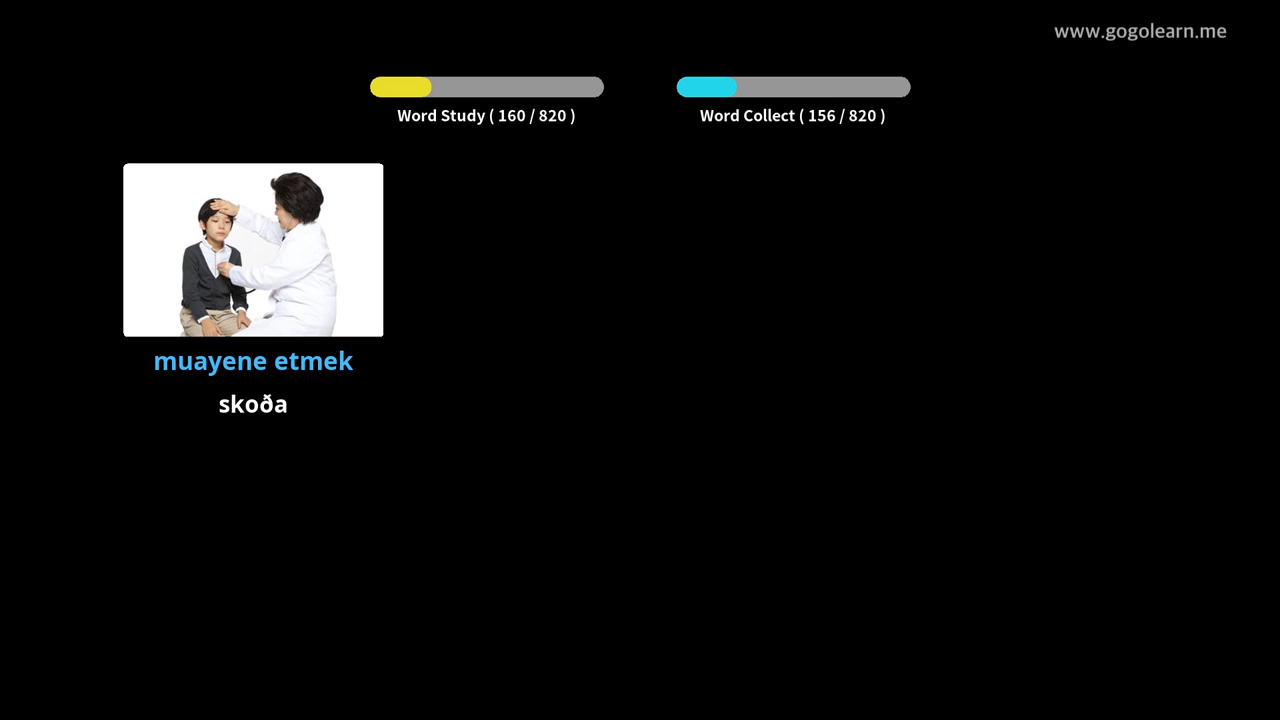 www.gogolearn.me
Word Study ( 160 / 820 )
Word Collect ( 156 / 820 )
muayene etmek
skoða